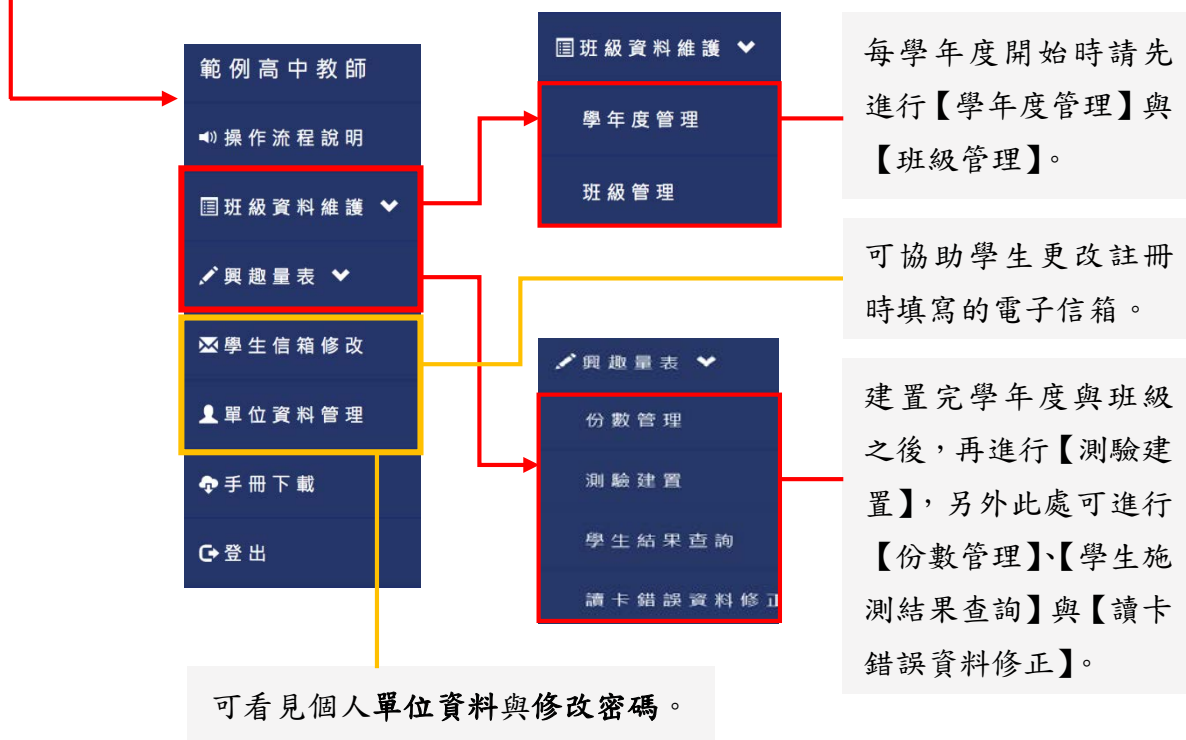 範例高中教師
操作流程說明
班級資料維護
興趣量表
學生信箱修改
單位資料管理
手冊下載
登出
班級資料維護
學年度管理
班級管理
興趣量表
份數管理
測驗建置
學生結果查詢
讀卡錯誤資料修正
每學年度開始時請先
進行【學年度管理】與
【班級管理】。
可協助學生更改註冊
時填寫的電子信箱。
建置完學年度與班級
之後,再進行【測驗建
置】,另外此處可進行
【份數管理】、【學生施
測結果查詢】與【讀卡
錯誤資料修正】。
可看見個人單位資料與修改密碼。